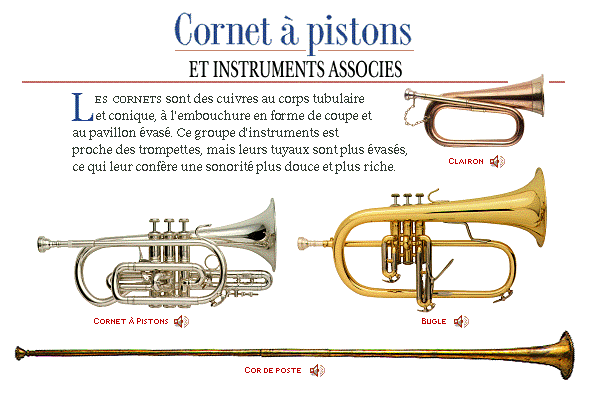 Cornet à pistons
ET INSTRUMENTS ASSOCIES
LES CORNETS sont des cuivres au corps tubulaire
et conique, à l'embouchure en forme de coupe et
au pavillon évasé. Ce groupe d'instruments est
proche des trompettes, mais leurs tuyaux sont plus évasés,
ce qui leur confère une sonorité plus douce et plus riche.
CLAIRON
CORNET À PISTONS
BUGLE
COR DE POSTE